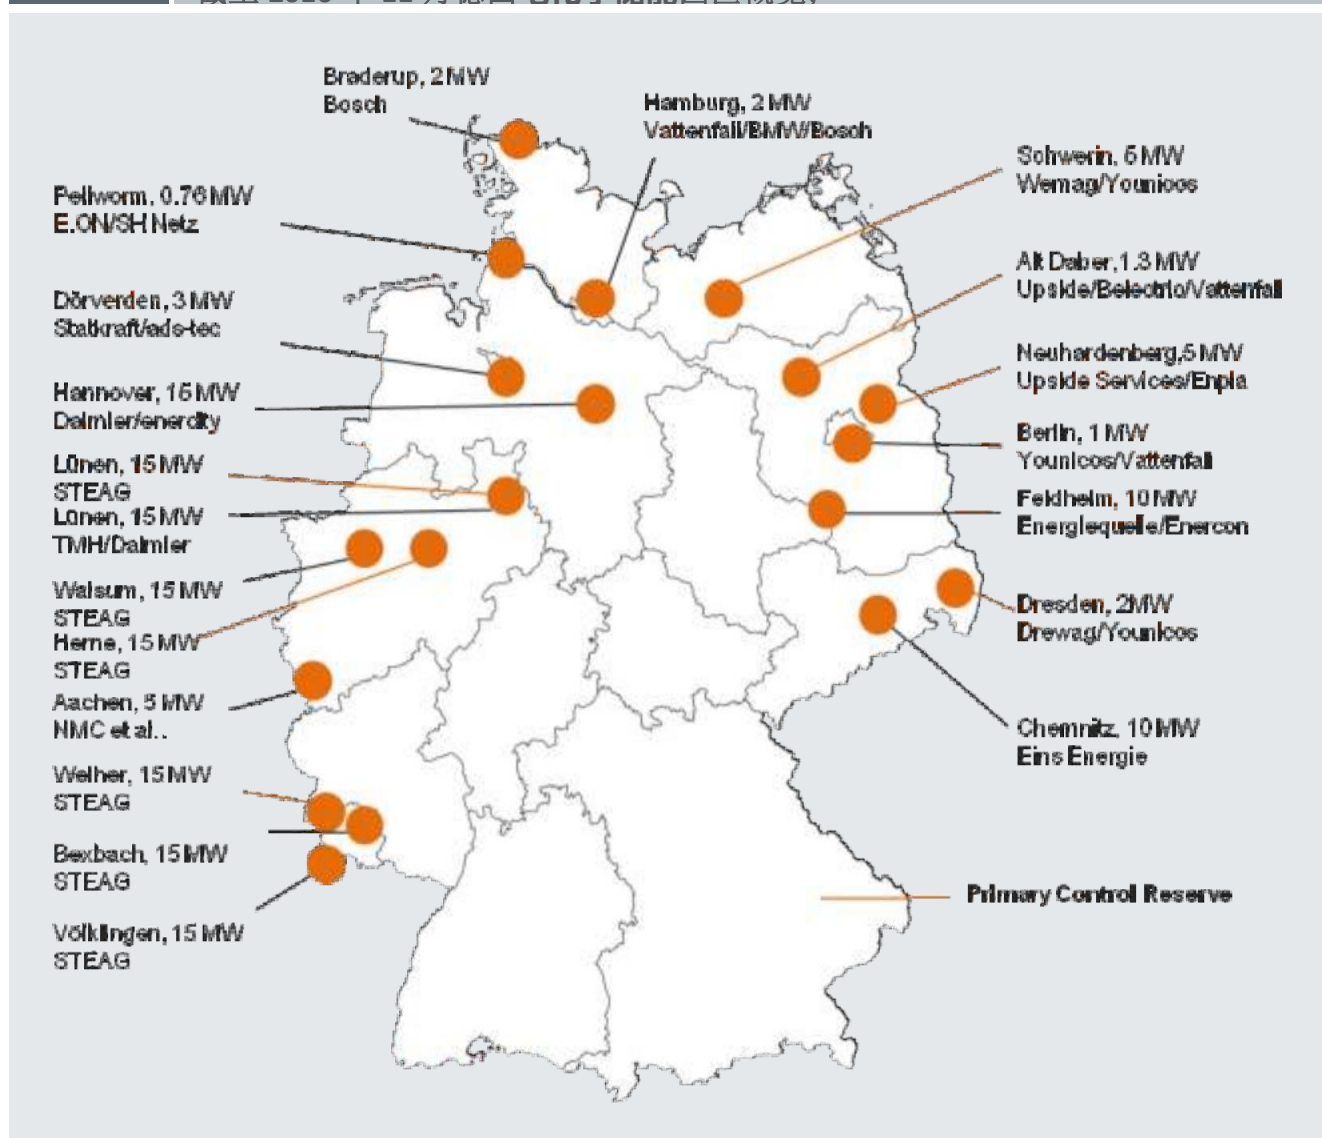 Braderup, 2 MW
Bosch
Hamburg, 2 MW
Vattenfall/BMW/Bosch
Schwerin, 5 MW
Wemag/Younicos
Pellworm, 0.76 MW
E.ON/SH Netz
Alt Daber, 1.3 MW
Upside/Belectric/Vattenfall
Dörverden, 3 MW
Statkraft/ads-tec
Neuhardenberg, 5 MW
Upside Services/Enpla
Hannover, 15 MW
Daimler/enercity
Berlin, 1 MW
Younicos/Vattenfall
Lünen, 15 MW
STEAG
Feldheim, 10 MW
Energiequelle/Enercon
Lünen, 15 MW
TMH/Daimler
Walsum, 15 MW
STEAG
Dresden, 2MW
Drewag/Younicos
Herne, 15 MW
STEAG
Aachen, 5 MW
NMC et al..
Chemnitz, 10 MW
Eins Energie
Weiher, 15 MW
STEAG
Bexbach, 15 MW
STEAG
Primary Control Reserve
Völklingen, 15 MW
STEAG